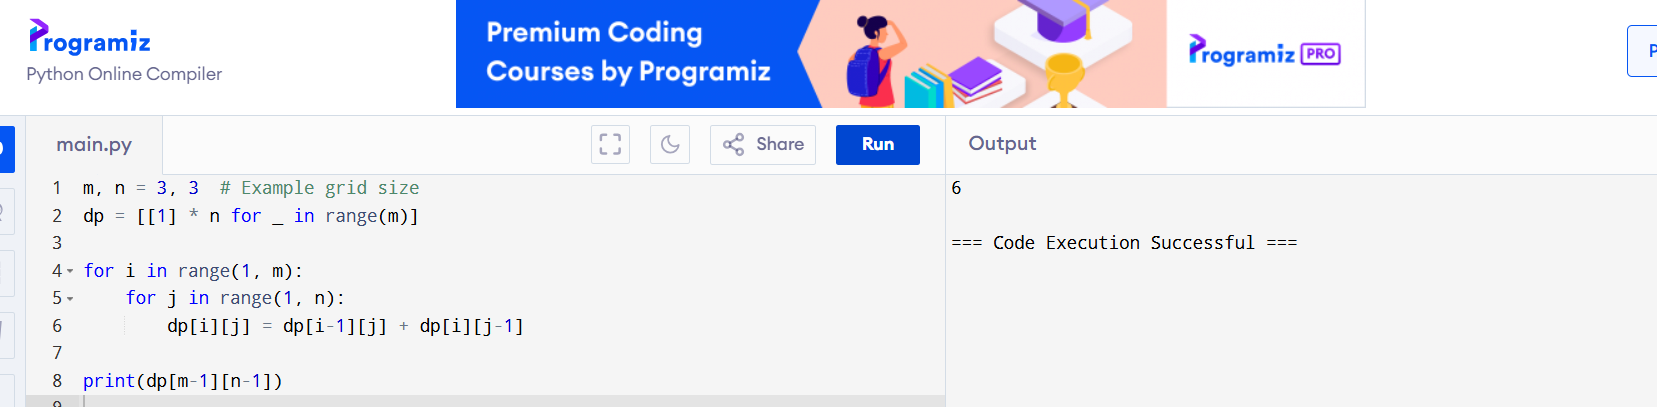 Programiz
Python Online Compiler
Premium Coding
Courses by Programiz
Programiz PRO
main.py
Share
Run
Output
1 m, n = 3, 3  # Example grid size
2 dp = [[1] * n for _ in range(m)]
3
4 for i in range(1, m):
5     for j in range(1, n):
6         dp[i][j] = dp[i-1][j] + dp[i][j-1]
7
8 print(dp[m-1][n-1])
9
6
=== Code Execution Successful ===